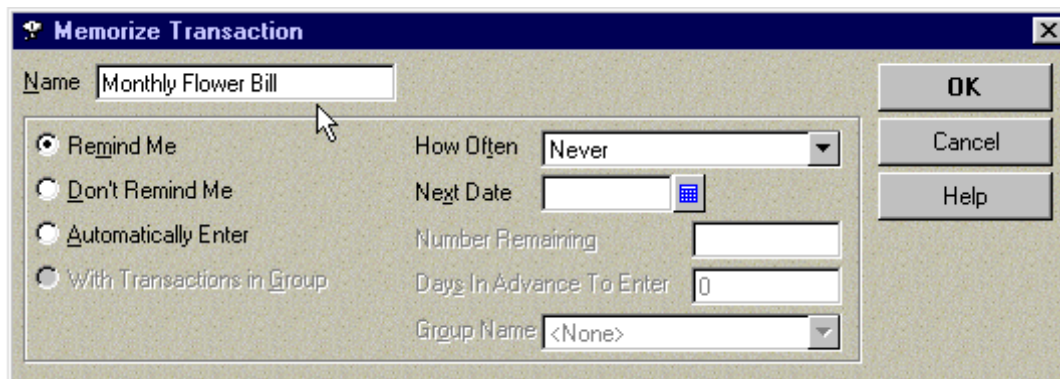 Memorize Transaction
Name Monthly Flower Bill
OK
Remind Me
How Often Never
Cancel
Don't Remind Me
Next Date
Help
Automatically Enter
Number Remaining
With Transactions in Group
Days In Advance To Enter 0
Group Name <None>